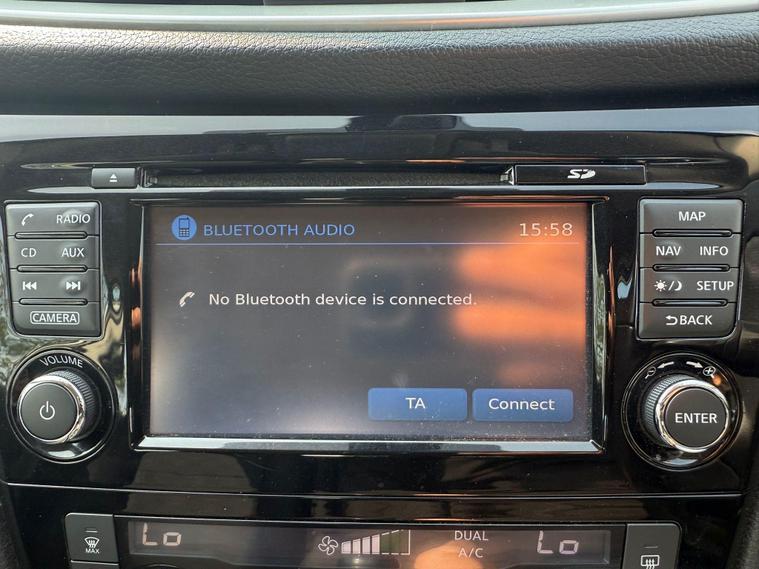 SD
RADIO
CD AUX
CAMERA
VOLUME
BLUETOOTH AUDIO 15:58
No Bluetooth device is connected.
TA Connect
MAP
NAV INFO
SETUP
BACK
ENTER
MAX
Lo
DUAL
A/C
Lo